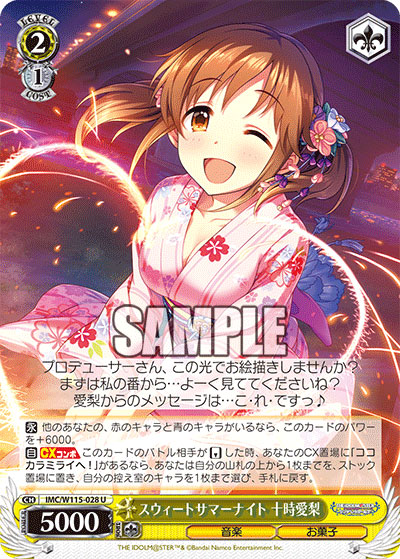 LEVEL
2
1
COST
SAMPLE
プロデューサーさん、この光でお絵描きしませんか?
まずは私の番から…よーく見ててくださいね?
愛梨からのメッセージは…こ・れ・ですっ♪
永 他のあなたの、赤のキャラと青のキャラがいるなら、このカードのパワー
を+6000。
自 CXコンボ このカードのバトル相手が した時、あなたのCX置場に「ココ
カラミライヘ!」があるなら、あなたは自分の山札の上から1枚までを、ストック
置場に置き、自分の控え室のキャラを1枚まで選び、手札に戻す。
CH IMC/W115-028 U
5000
スウィートサマーナイト 十時愛梨
音楽 お菓子
THE IDOLM@STER™ & ©Bandai Namco Entertainment Inc.